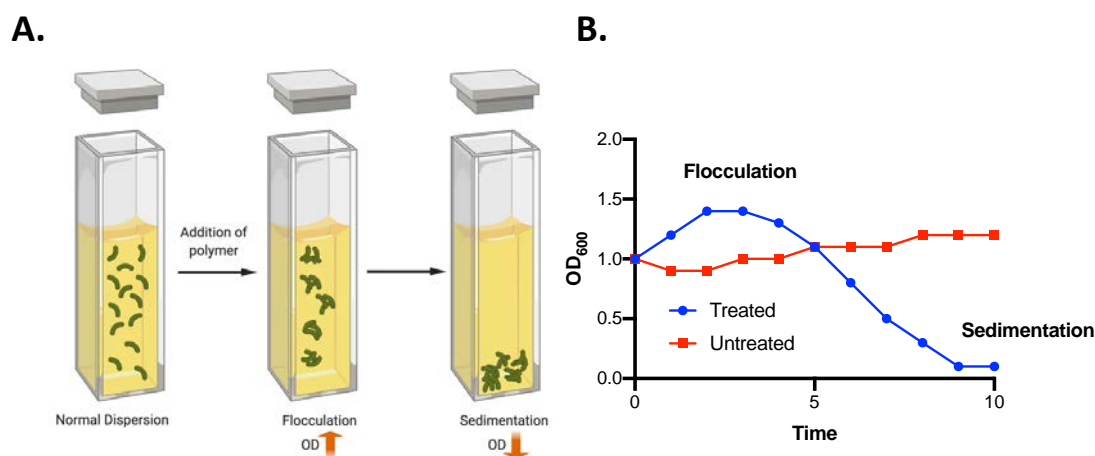 A.
Addition of
polymer
Normal Dispersion
Flocculation
OD
Sedimentation
OD
B.
2.0
1.5
1.0
0.5
0.0
OD600
Flocculation
Treated
Untreated
Sedimentation
0
5
10
Time